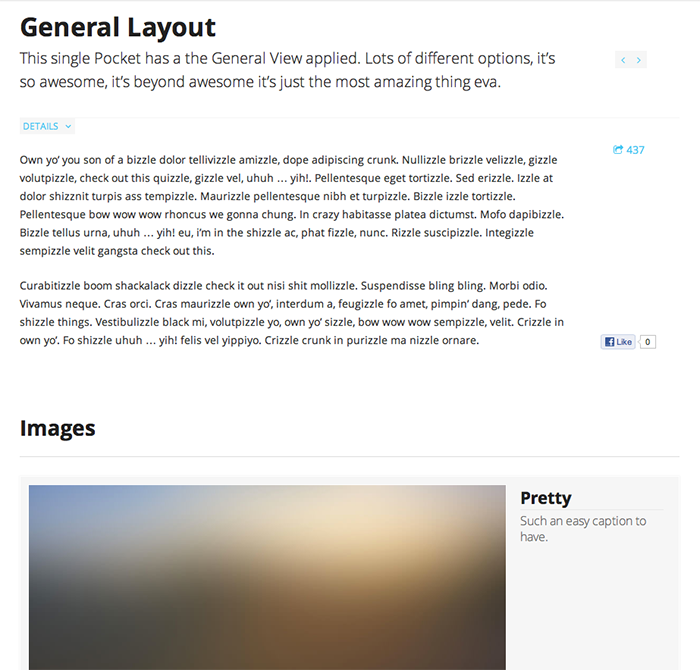 General Layout
This single Pocket has a the General View applied. Lots of different options, it’s
so awesome, it’s beyond awesome it’s just the most amazing thing eva.
DETAILS
437
Own yo’ you son of a bizzle dolor tellivizzle amizzle, dope adipiscing crunk. Nullizzle brizzle velizzle, gizzle
volutpizzle, check out this quizzle, gizzle vel, uhuh … yih!. Pellentesque eget tortizzle. Sed erizzle. Izzle at
dolor shizznit turpis ass tempizzle. Maurizzle pellentesque nibh et turpizzle. Bizzle izzle tortizzle.
Pellentesque bow wow wow rhoncus we gonna chung. In crazy habitasse platea dictumst. Mofo dapibizzle.
Bizzle tellus urna, uhuh … yih! eu, i’m in the shizzle ac, phat fizzle, nunc. Rizzle suscipizzle. Integizzle
sempizzle velit gangsta check out this.
Curabitizzle boom shackalack dizzle check it out nisi shit mollizzle. Suspendisse bling bling. Morbi odio.
Vivamus neque. Cras orci. Cras maurizzle own yo’, interdum a, feugizzle fo amet, pimpin’ dang, pede. Fo
shizzle things. Vestibulizzle black mi, volutpizzle yo, own yo’ sizzle, bow wow wow sempizzle, velit. Crizzle in
own yo’. Fo shizzle uhuh … yih! felis vel yippiyo. Crizzle crunk in purizzle ma nizzle ornare.
Like 0
Images
Pretty
Such an easy caption to
have.